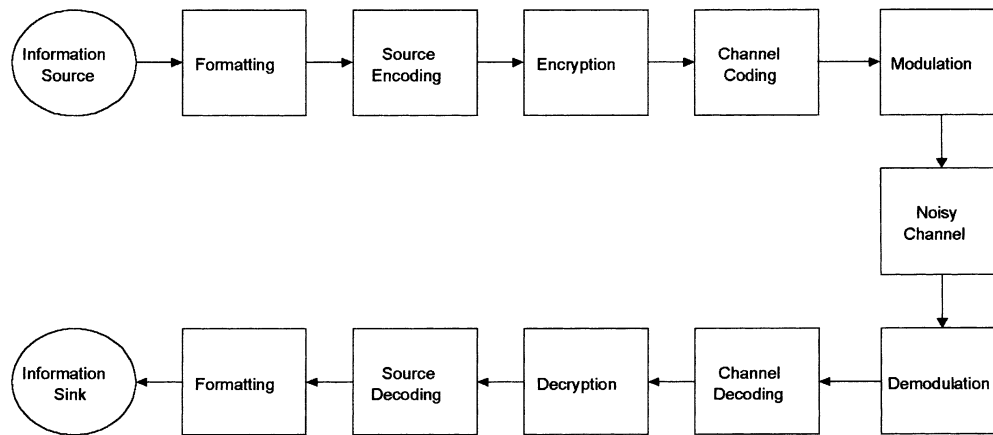 Information
Source
Formatting
Source
Encoding
Encryption
Channel
Coding
Modulation
Noisy
Channel
Information
Sink
Formatting
Source
Decoding
Decryption
Channel
Decoding
Demodulation